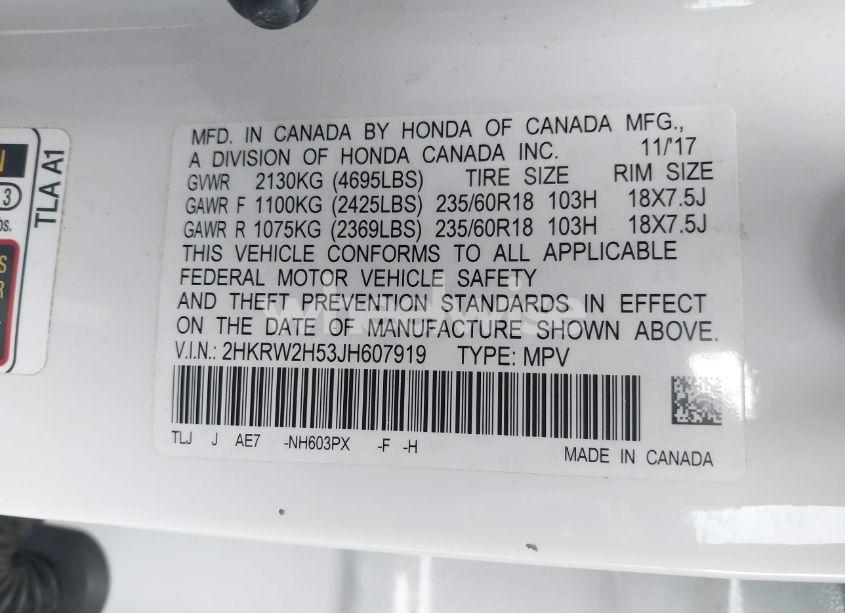 MFD. IN CANADA BY HONDA OF CANADA MFG.,
A DIVISION OF HONDA CANADA INC. 11/'17
GVWR 2130KG (4695LBS) TIRE SIZE RIM SIZE
GAWR F 1100KG (2425LBS) 235/60R18 103H 18X7.5J
GAWR R 1075KG (2369LBS) 235/60R18 103H 18X7.5J
THIS VEHICLE CONFORMS TO ALL APPLICABLE
FEDERAL MOTOR VEHICLE SAFETY
AND THEFT PREVENTION STANDARDS IN EFFECT
ON THE DATE OF MANUFACTURE SHOWN ABOVE.
V.I.N.: 2HKRW2H53JH607919 TYPE: MPV
TLJ J AE7 -NH603PX -F -H
MADE IN CANADA
TLA A1
N
3
bs.
S
R